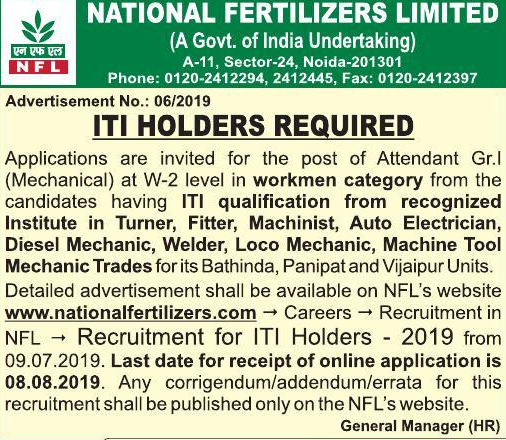 NATIONAL FERTILIZERS LIMITED
(A Govt. of India Undertaking)
A-11, Sector-24, Noida-201301
Phone: 0120-2412294, 2412445, Fax: 0120-2412397
एन एफ एल
NFL
Advertisement No.: 06/2019
ITI HOLDERS REQUIRED
Applications are invited for the post of Attendant Gr.I
(Mechanical) at W-2 level in workmen category from the
candidates having ITI qualification from recognized
Institute in Turner, Fitter, Machinist, Auto Electrician,
Diesel Mechanic, Welder, Loco Mechanic, Machine Tool
Mechanic Trades for its Bathinda, Panipat and Vijaipur Units.
Detailed advertisement shall be available on NFL's website
www.nationalfertilizers.com → Careers → Recruitment in
NFL → Recruitment for ITI Holders - 2019 from
09.07.2019. Last date for receipt of online application is
08.08.2019. Any corrigendum/addendum/errata for this
recruitment shall be published only on the NFL's website.
General Manager (HR)